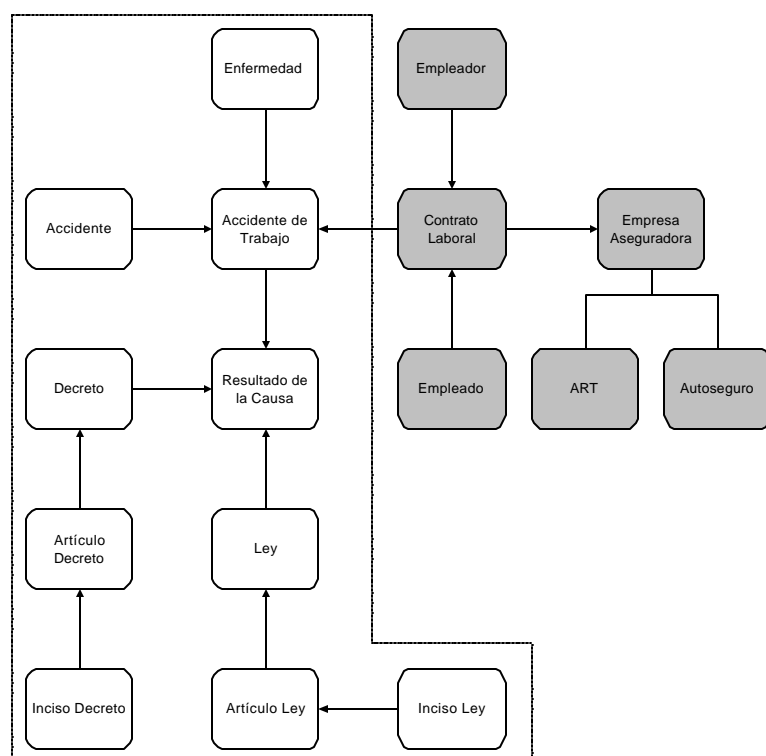 Enfermedad
Empleador
Accidente
Accidente de
Trabajo
Contrato
Laboral
Empresa
Aseguradora
Decreto
Resultado de
la Causa
Empleado
ART
Autoseguro
Artículo
Decreto
Ley
Inciso Decreto
Artículo Ley
Inciso Ley